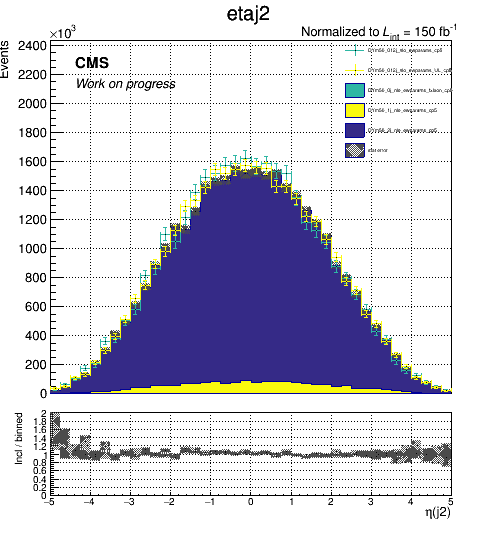 etaj2
×10³
Normalized to L_int = 150 fb⁻¹
Events
CMS
Work on progress
stat error
2400
2200
2000
1800
1600
1400
1200
1000
800
600
400
200
0
Incl / binned
2
1.8
1.6
1.4
1.2
1
0.8
0.6
0.4
0.2
0
−5 −4 −3 −2 −1 0 1 2 3 4 5
η(j2)